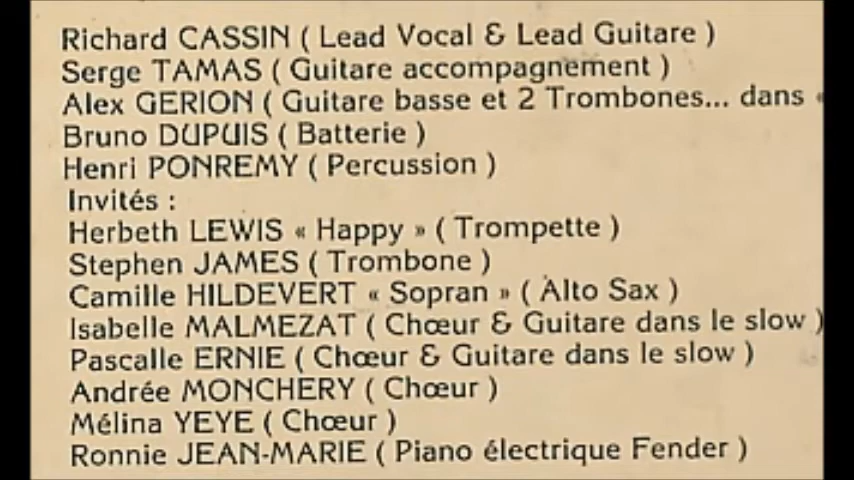 Richard CASSIN ( Lead Vocal & Lead Guitare )
Serge TAMAS ( Guitare accompagnement )
Alex GERION ( Guitare basse et 2 Trombones... dans «
Bruno DUPUIS ( Batterie )
Henri PONREMY ( Percussion )
Invités :
Herbeth LEWIS « Happy » ( Trompette )
Stephen JAMES ( Trombone )
Camille HILDEVERT « Sopran » ( Alto Sax )
Isabelle MALMEZAT ( Chœur & Guitare dans le slow )
Pascalle ERNIE ( Chœur & Guitare dans le slow )
Andrée MONCHERY ( Chœur )
Mélina YEYE ( Chœur )
Ronnie JEAN-MARIE ( Piano électrique Fender )